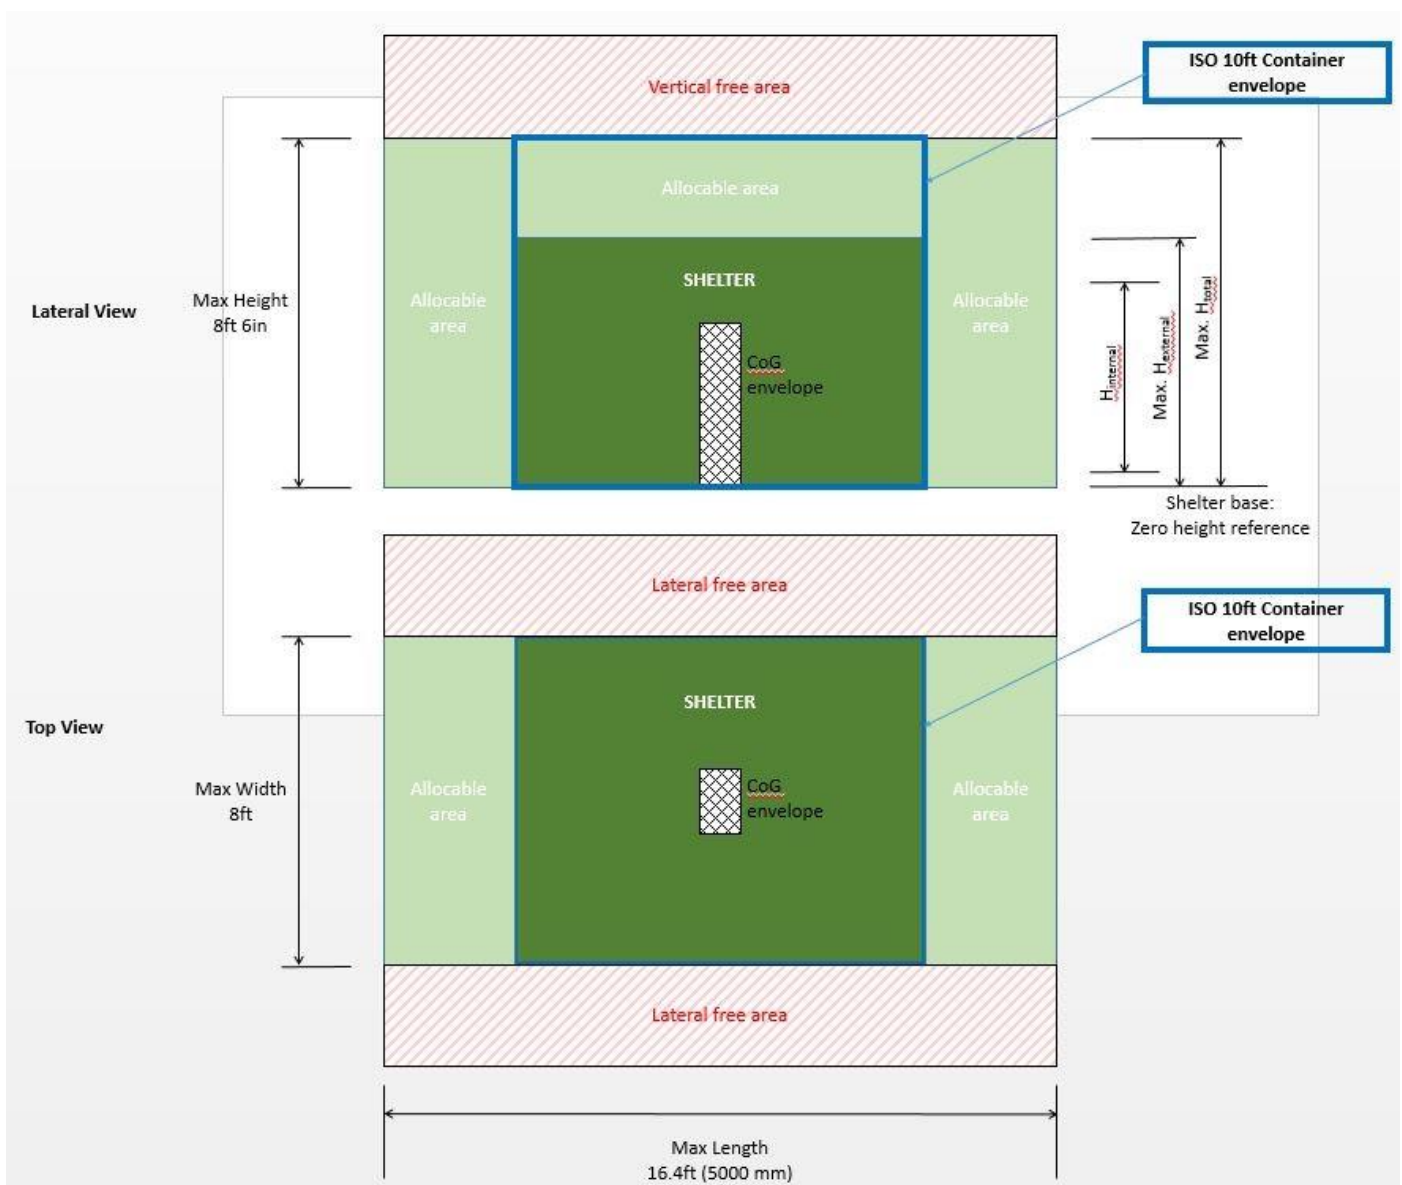 ISO 10ft Container
envelope
Vertical free area
Allocable area
SHELTER
Lateral View
Max Height
8ft 6in
Allocable
area
CoG
envelope
Allocable
area
Hinternal
Max. Hexternal
Max. Htotal
Shelter base:
Zero height reference
Lateral free area
ISO 10ft Container
envelope
SHELTER
Top View
Max Width
8ft
Allocable
area
CoG
envelope
Allocable
area
Lateral free area
Max Length
16.4ft (5000 mm)